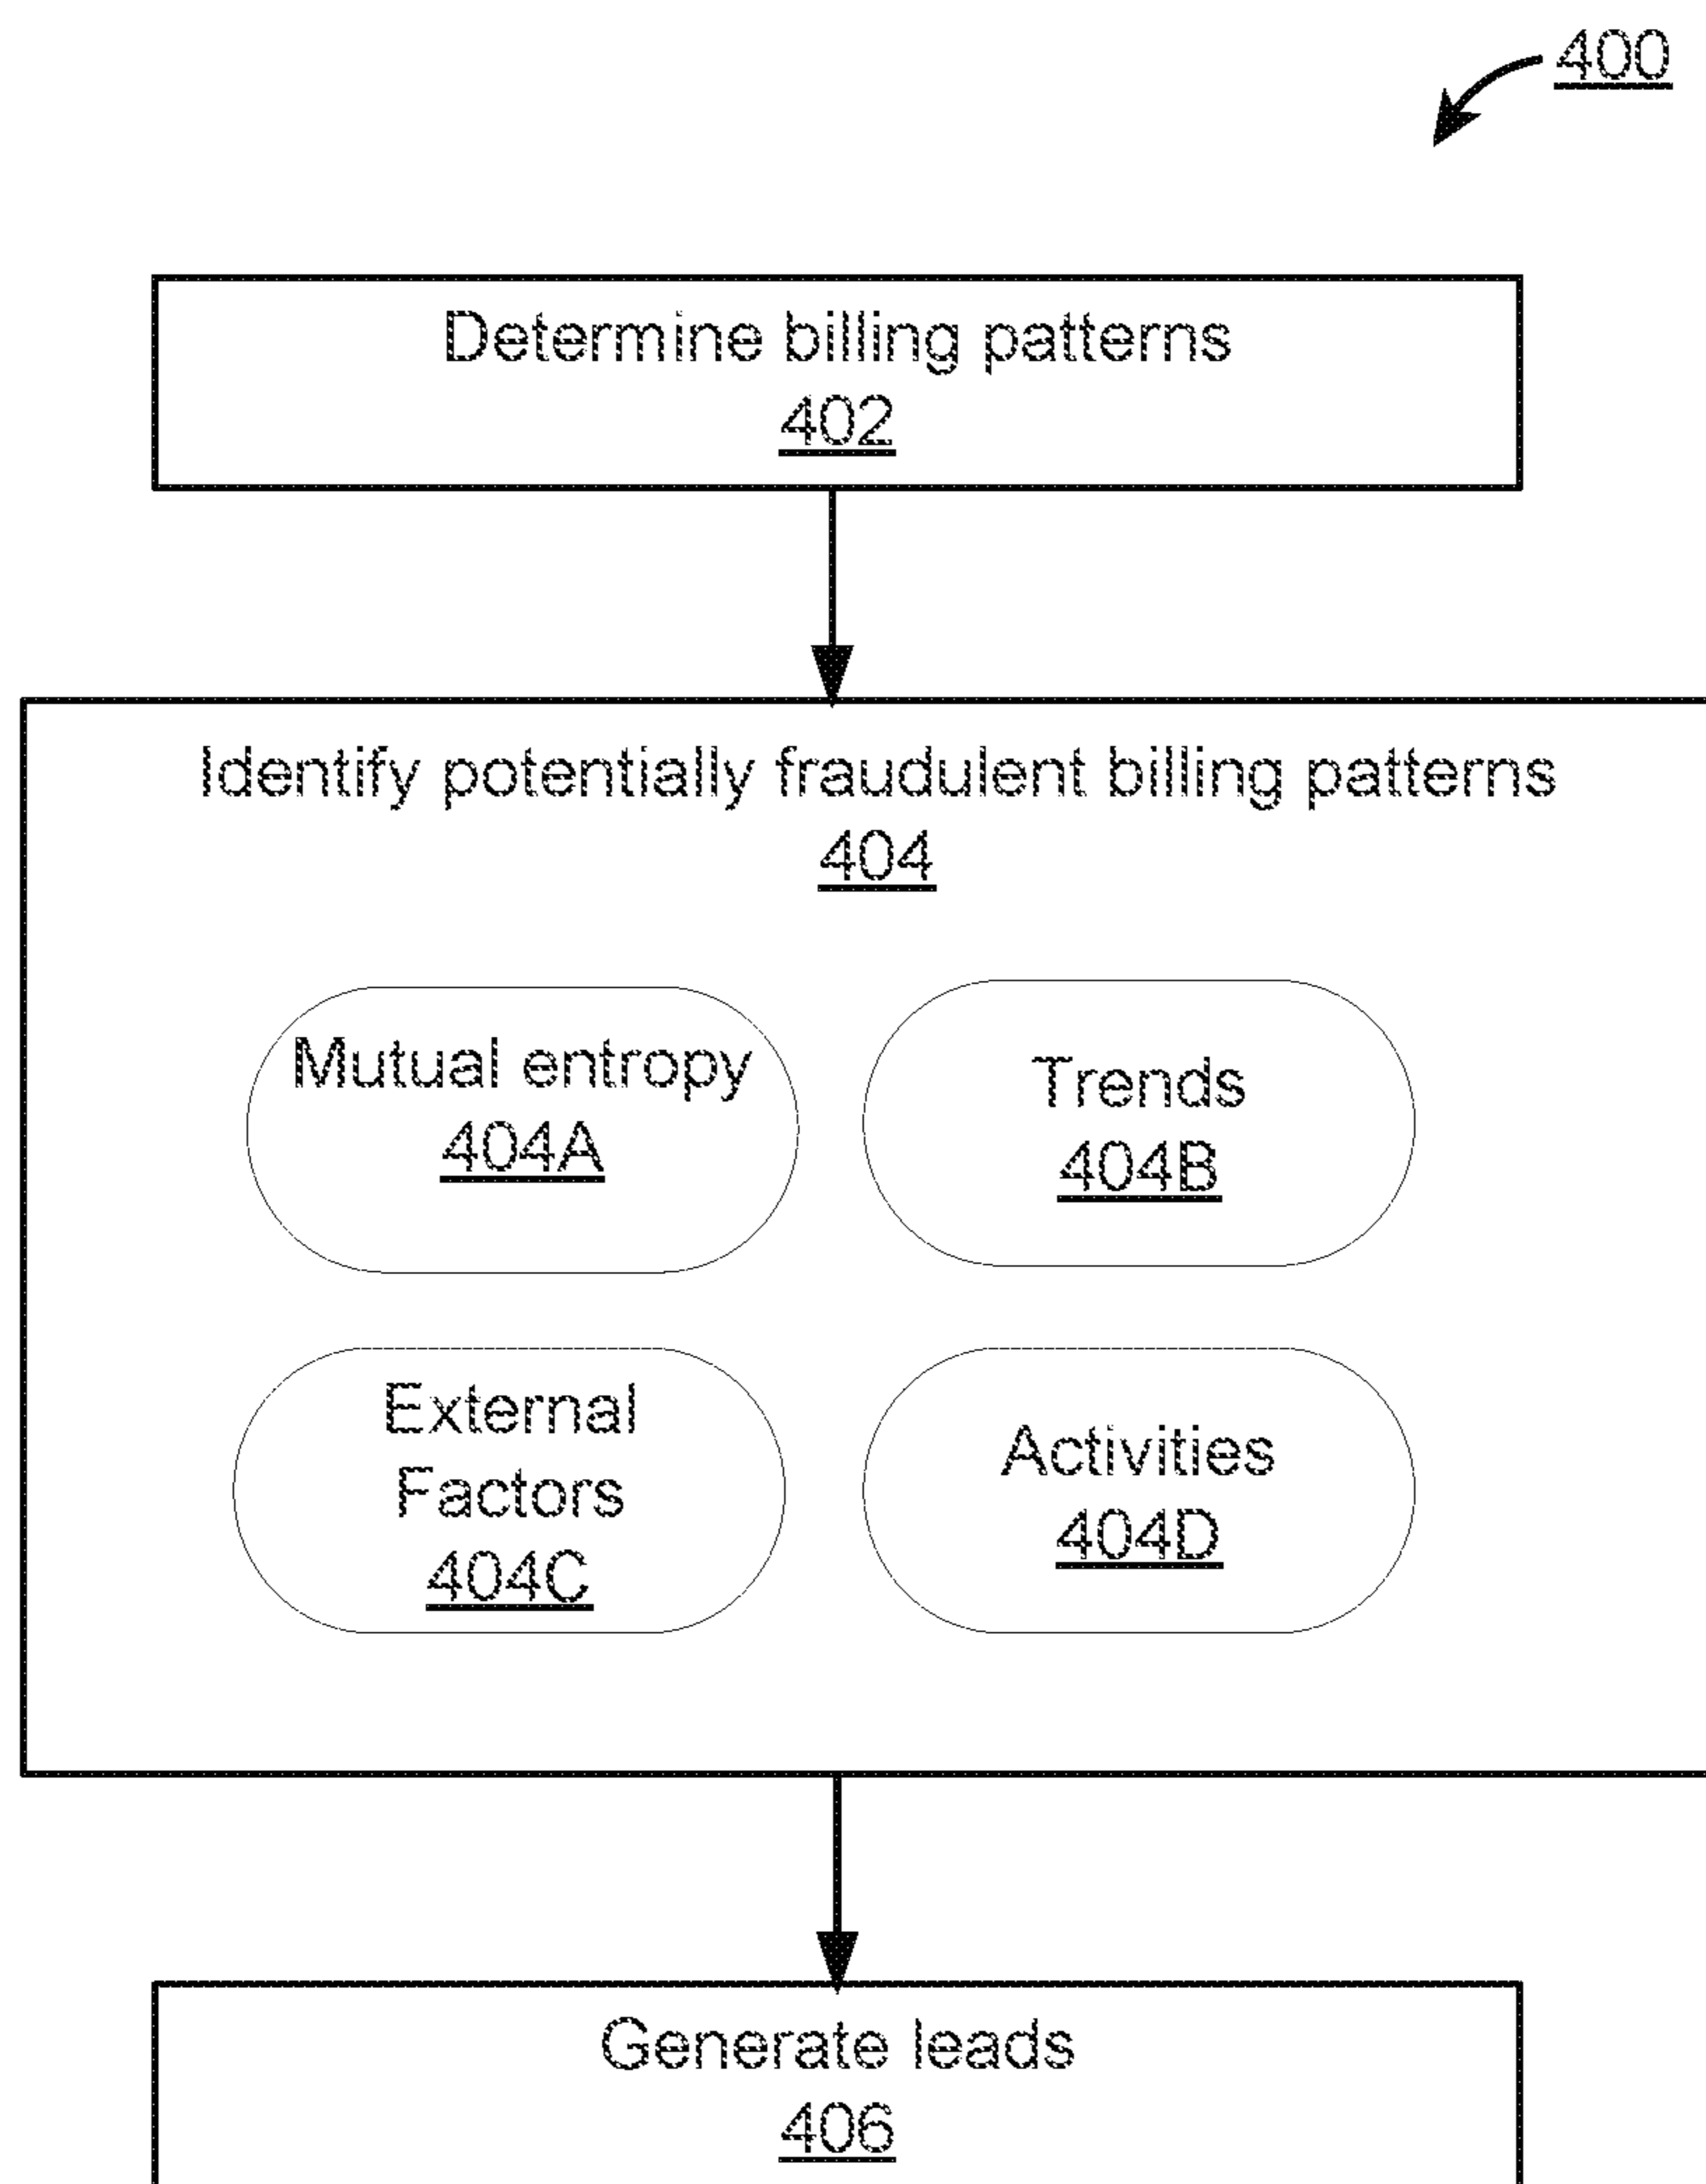 400
Determine billing patterns
402
Identify potentially fraudulent billing patterns
404
Mutual entropy
404A
Trends
404B
External
Factors
404C
Activities
404D
Generate leads
406